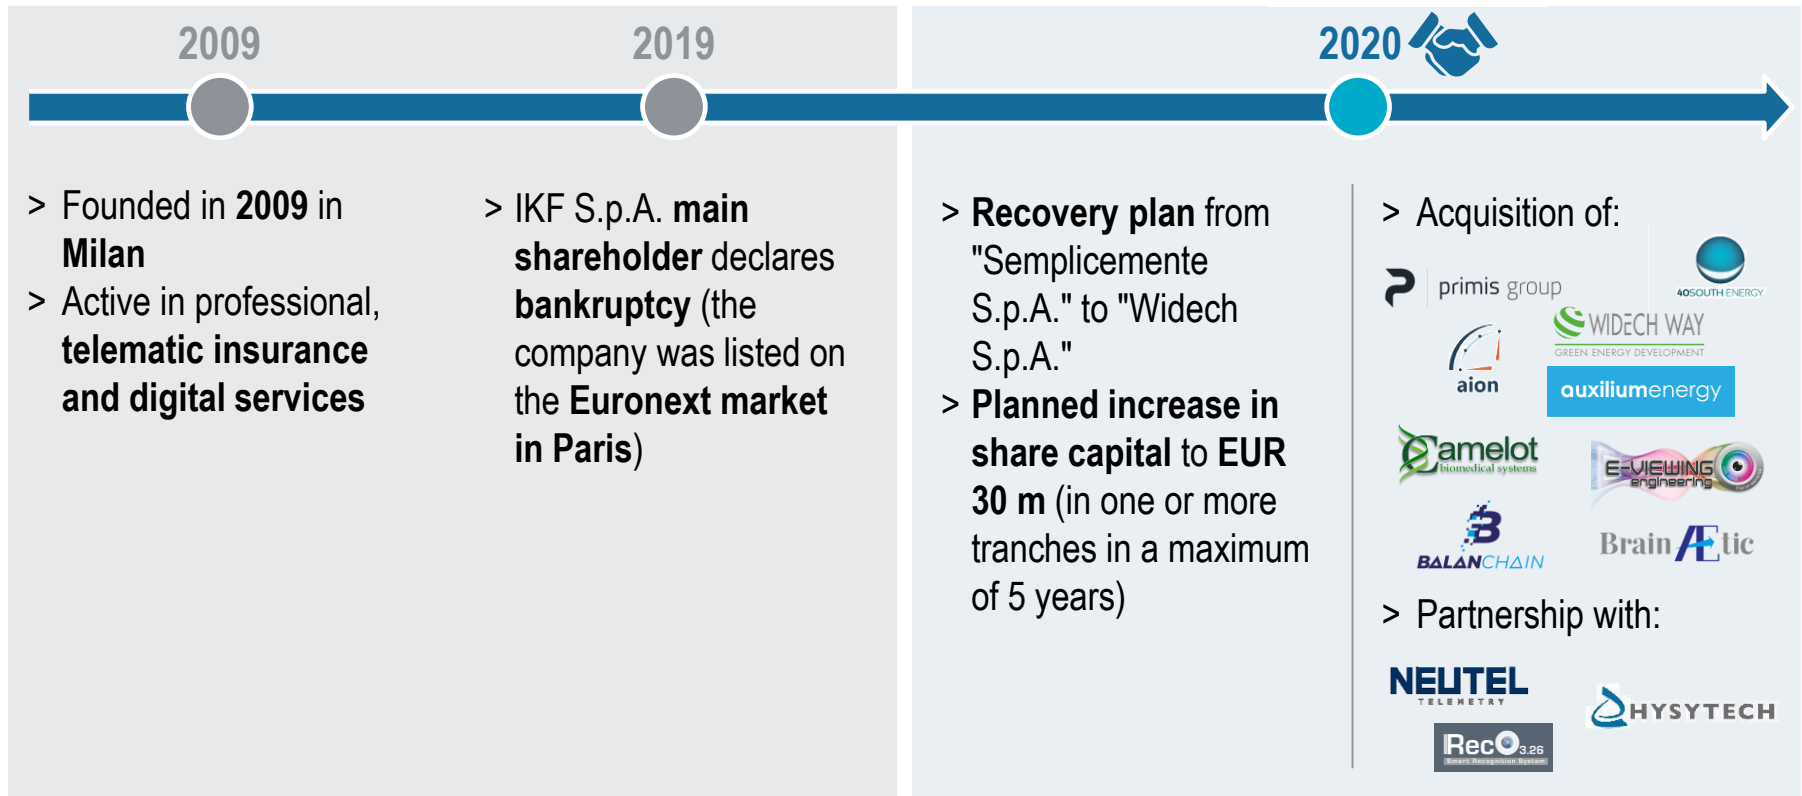 2009
> Founded in 2009 in
Milan
> Active in professional,
telematic insurance
and digital services
2019
> IKF S.p.A. main
shareholder declares
bankruptcy (the
company was listed on
the Euronext market
in Paris)
2020
> Recovery plan from
"Semplicemente
S.p.A." to "Widech
S.p.A."
> Planned increase in
share capital to EUR
30 m (in one or more
tranches in a maximum
of 5 years)
> Acquisition of:
primis group
40SOUTH ENERGY
WIDECH WAY
GREEN ENERGY DEVELOPMENT
aion
auxiliumenergy
Camelot
biomedical systems
E-VIEWING
engineering
B
BALANCHAIN
Brain Æ tic
> Partnership with:
NEUTEL
TELEMETRY
HYSYTECH
RecO 3.26
Smart Recognition System